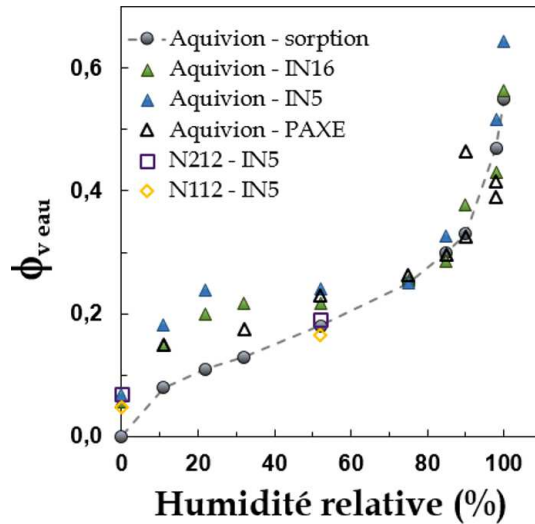 Aquivion - sorption
Aquivion - IN16
Aquivion - IN5
Aquivion - PAXE
N212 - IN5
N112 - IN5
0,6
0,4
0,2
0,0
ϕv eau
0 20 40 60 80 100
Humidité relative (%)